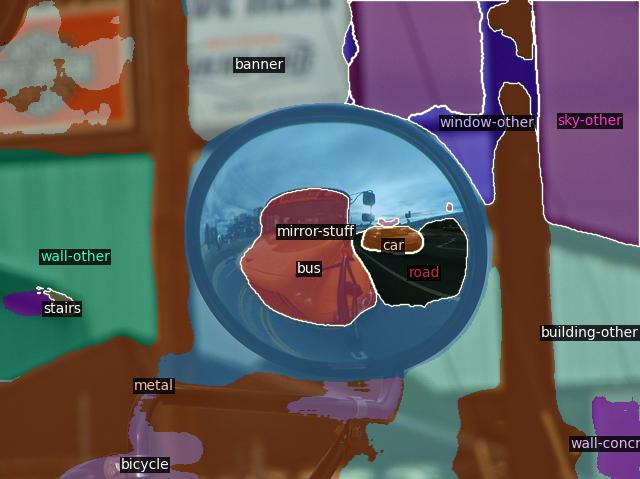 banner
window-other
sky-other
mirror-stuff
car
wall-other
bus
road
stairs
building-other
metal
wall-concr
bicycle